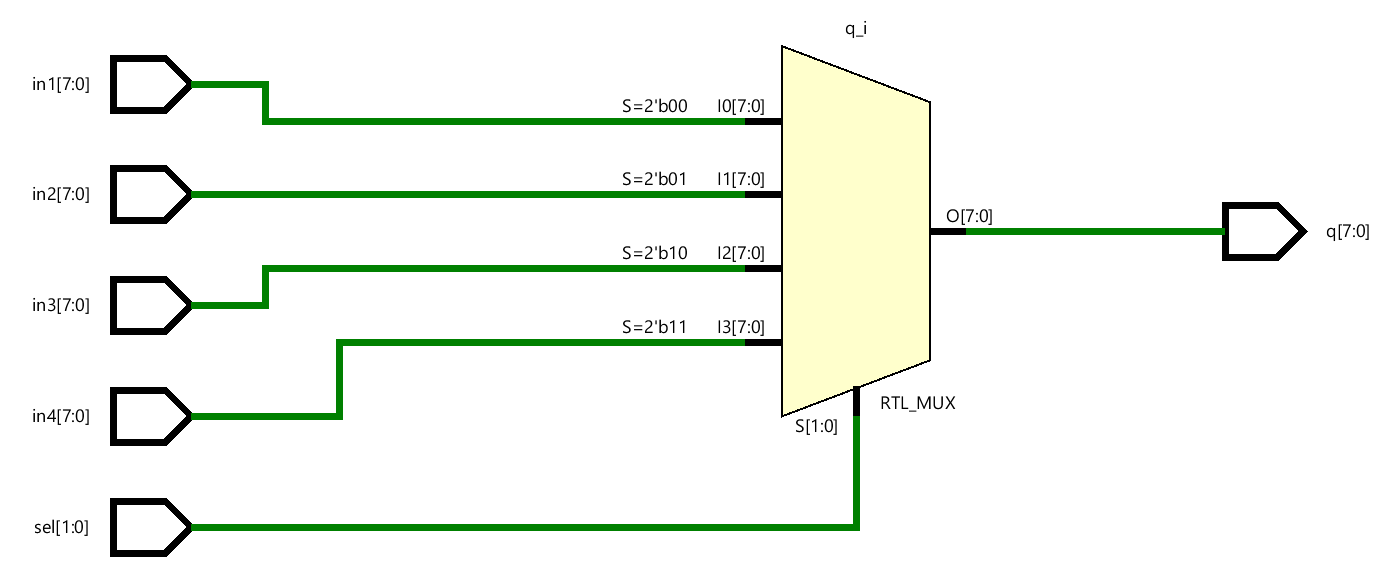 q_i
in1[7:0]
S=2'b00 I0[7:0]
in2[7:0]
S=2'b01 I1[7:0]
O[7:0]
q[7:0]
S=2'b10 I2[7:0]
in3[7:0]
S=2'b11 I3[7:0]
in4[7:0]
RTL_MUX
S[1:0]
sel[1:0]